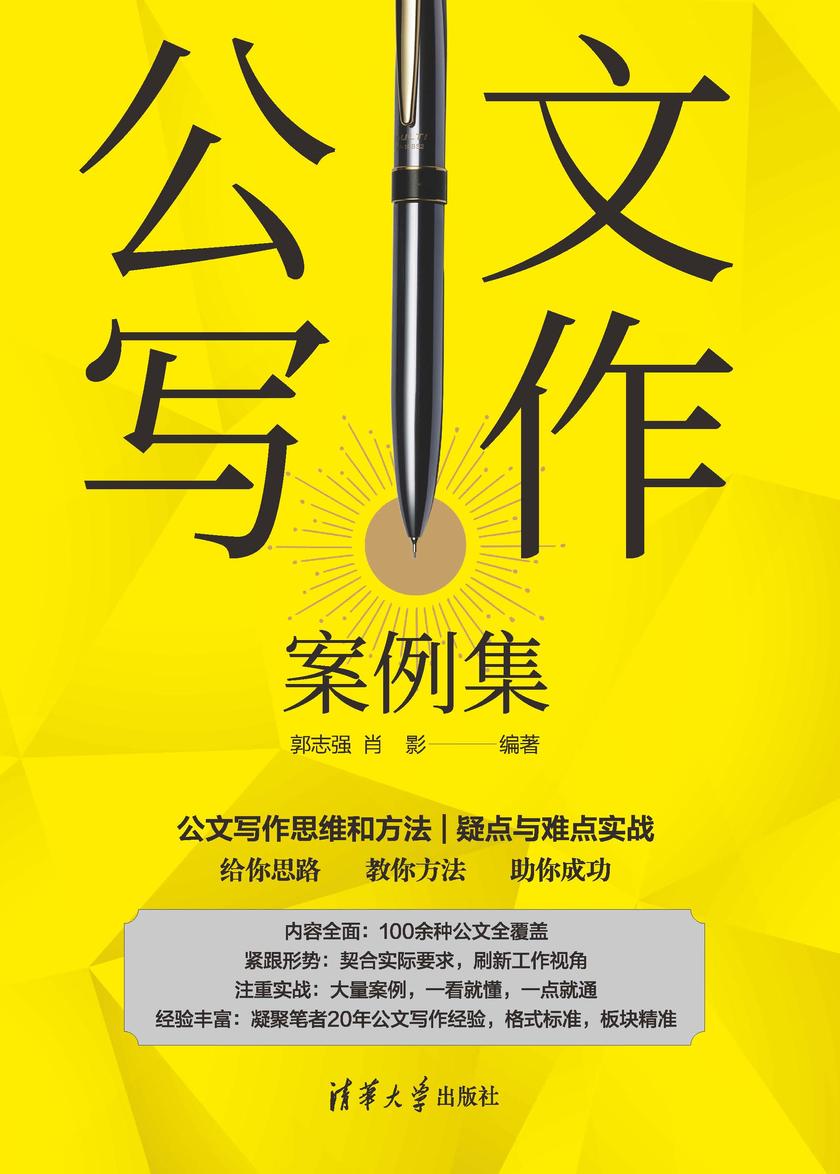 公文
写作
案例集
郭志强 肖 影——编著
公文写作思维和方法|疑点与难点实战
给你思路 教你方法 助你成功
内容全面：100余种公文全覆盖
紧跟形势：契合实际要求，刷新工作视角
注重实战：大量案例，一看就懂，一点就通
经验丰富：凝聚笔者20年公文写作经验，格式标准，板块精准
清华大学出版社